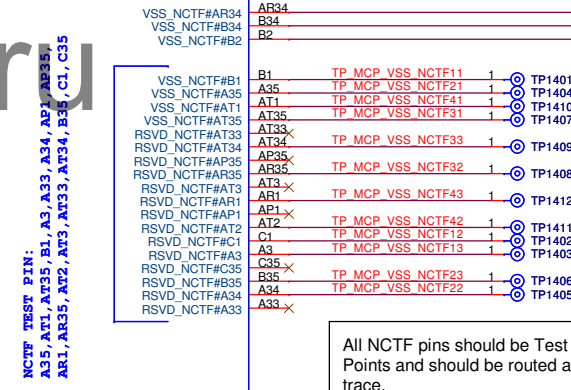 VSS_NCTF#AR34 AR34
VSS_NCTF#B34 B34
VSS_NCTF#B2 B2
VSS_NCTF#B1 B1 TP_MCP_VSS_NCTF11 1 TP1401
VSS_NCTF#A35 A35 TP_MCP_VSS_NCTF21 1 TP1404
VSS_NCTF#AT1 AT1 TP_MCP_VSS_NCTF41 1 TP1410
VSS_NCTF#AT35 AT35 TP_MCP_VSS_NCTF31 1 TP1407
RSVD_NCTF#AT33 AT33
RSVD_NCTF#AT34 AT34 TP_MCP_VSS_NCTF33 1 TP1409
RSVD_NCTF#AP35 AP35
RSVD_NCTF#AR35 AR35 TP_MCP_VSS_NCTF32 1 TP1408
RSVD_NCTF#AT3 AT3
RSVD_NCTF#AR1 AR1 TP_MCP_VSS_NCTF43 1 TP1412
RSVD_NCTF#AP1 AP1
RSVD_NCTF#AT2 AT2 TP_MCP_VSS_NCTF42 1 TP1411
RSVD_NCTF#C1 C1 TP_MCP_VSS_NCTF12 1 TP1402
RSVD_NCTF#A3 A3 TP_MCP_VSS_NCTF13 1 TP1403
RSVD_NCTF#C35 C35
RSVD_NCTF#B35 B35 TP_MCP_VSS_NCTF23 1 TP1406
RSVD_NCTF#A34 A34 TP_MCP_VSS_NCTF22 1 TP1405
RSVD_NCTF#A33 A33
NCTF TEST PIN:
A35,AT1,AT35,B1,A3,A33,A34,AP1,AP35,
AR1,AR35,AT2,AT3,AT33,AT34,B35,C1,C35
ru
All NCTF pins should be Test
Points and should be routed a
trace.